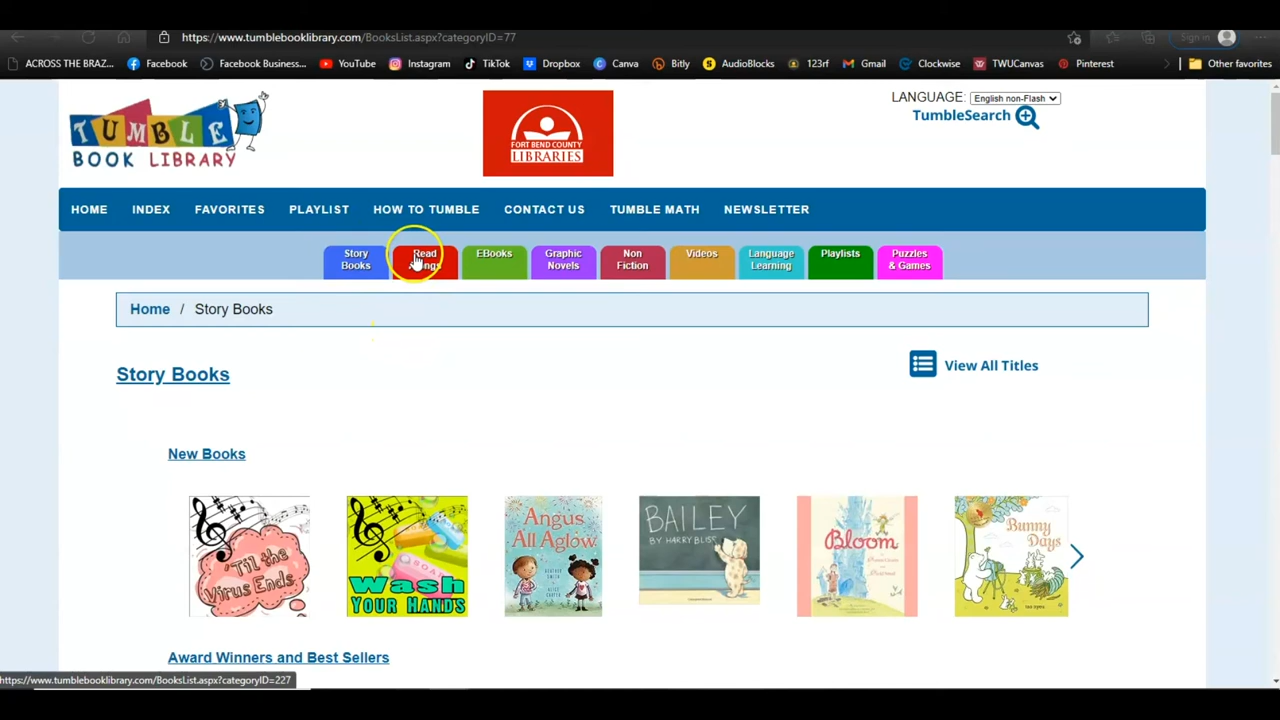 https://www.tumblebooklibrary.com/BooksList.aspx?categoryID=77
Sign in
ACROSS THE BRAZ... Facebook Facebook Business... YouTube Instagram TikTok Dropbox Canva Bitly AudioBlocks 123rf Gmail Clockwise TWUCanvas Pinterest Other favorites
TUMBLE
BOOK LIBRARY
FORT BEND COUNTY
LIBRARIES
LANGUAGE: English non-Flash
TumbleSearch
HOME INDEX FAVORITES PLAYLIST HOW TO TUMBLE CONTACT US TUMBLE MATH NEWSLETTER
Story Books
Read
EBooks
Graphic Novels
Non Fiction
Videos
Language Learning
Playlists
Puzzles & Games
Home / Story Books
Story Books
View All Titles
New Books
'Til the Virus Ends
Wash YOUR HANDS
Angus All Aglow
BAILEY
BY HARRY BLISS
Bloom
Bunny Days
Award Winners and Best Sellers
https://www.tumblebooklibrary.com/BooksList.aspx?categoryID=227